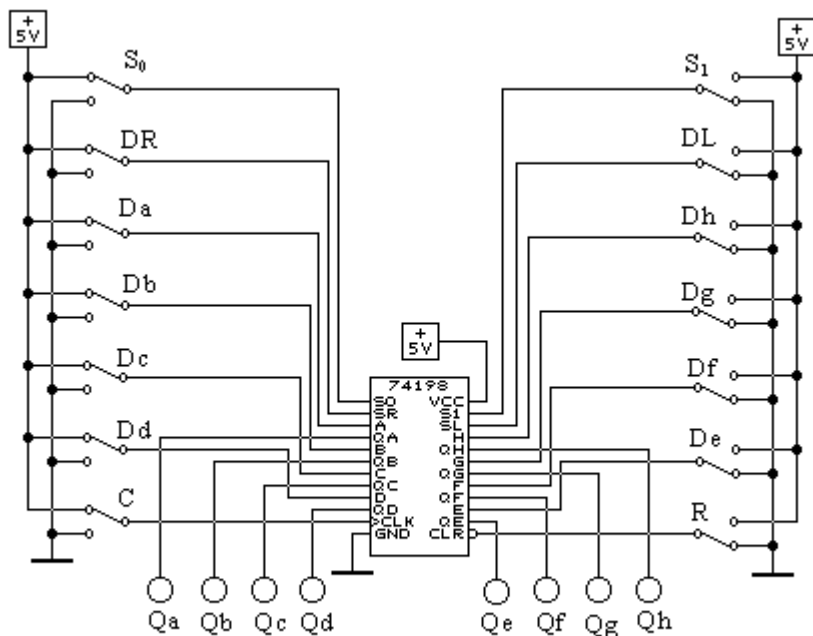 +
5V
+
5V
S0
S1
DR
DL
Da
Dh
Db
Dg
+
5V
Dc
Df
74198
S0 VCC
SR S1
A SL
QA H
B QH
QB G
C QG
QC F
D QF
QD E
>CLK QE
GND CLR
Dd
De
C
R
Qa Qb Qc Qd Qe Qf Qg Qh